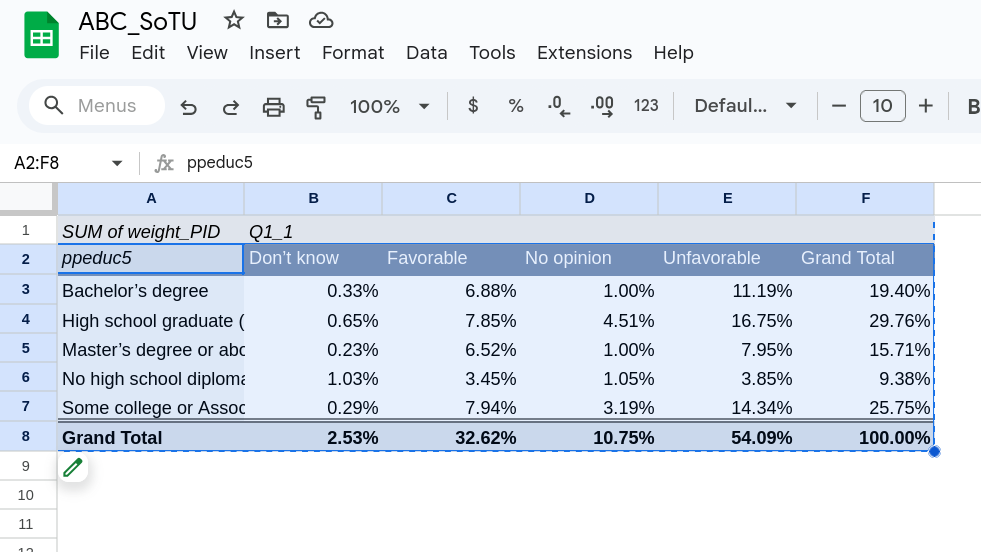 ABC_SoTU
File Edit View Insert Format Data Tools Extensions Help
Menus 100% $ % .0 .00 123 Defaul... − 10 + B
A2:F8 fx ppeduc5
A B C D E F
1 SUM of weight_PID Q1_1
2 ppeduc5 Don't know Favorable No opinion Unfavorable Grand Total
3 Bachelor’s degree 0.33% 6.88% 1.00% 11.19% 19.40%
4 High school graduate ( 0.65% 7.85% 4.51% 16.75% 29.76%
5 Master’s degree or abo 0.23% 6.52% 1.00% 7.95% 15.71%
6 No high school diploma 1.03% 3.45% 1.05% 3.85% 9.38%
7 Some college or Assoc 0.29% 7.94% 3.19% 14.34% 25.75%
8 Grand Total 2.53% 32.62% 10.75% 54.09% 100.00%
9
10
11
12